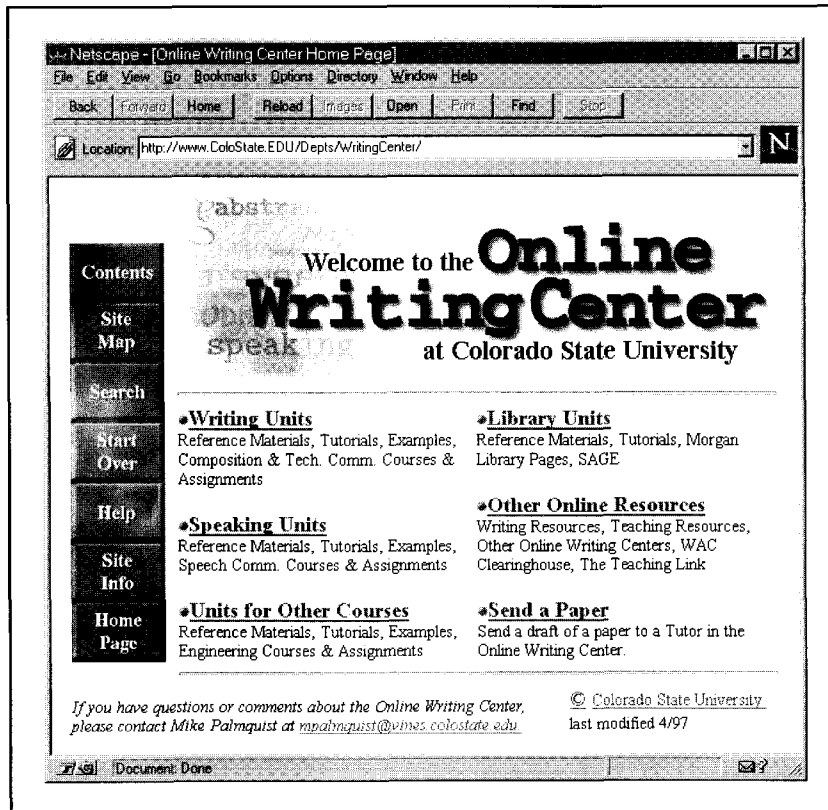 Netscape - [Online Writing Center Home Page]
File Edit View Go Bookmarks Options Directory Window Help
Back Forward Home Reload Images Open Print Find Stop
Location: http://www.ColoState.EDU/Depts/WritingCenter/
N
abstra
speaking
Welcome to the Online
Writing Center
at Colorado State University
Contents
Site
Map
Search
Start
Over
Help
Site
Info
Home
Page
Writing Units
Reference Materials, Tutorials, Examples,
Composition & Tech. Comm. Courses &
Assignments
Speaking Units
Reference Materials, Tutorials, Examples,
Speech Comm. Courses & Assignments
Units for Other Courses
Reference Materials, Tutorials, Examples,
Engineering Courses & Assignments
Library Units
Reference Materials, Tutorials, Morgan
Library Pages, SAGE
Other Online Resources
Writing Resources, Teaching Resources,
Other Online Writing Centers, WAC
Clearinghouse, The Teaching Link
Send a Paper
Send a draft of a paper to a Tutor in the
Online Writing Center.
If you have questions or comments about the Online Writing Center,
please contact Mike Palmquist at mpalmquist@vines.colostate.edu
© Colorado State University
last modified 4/97
Document: Done